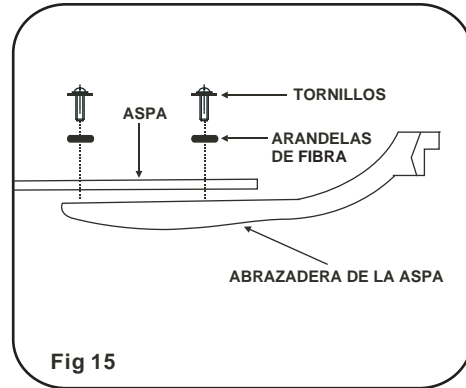 TORNILLOS
ASPA
ARANDELAS
DE FIBRA
ABRAZADERA DE LA ASPA
Fig 15